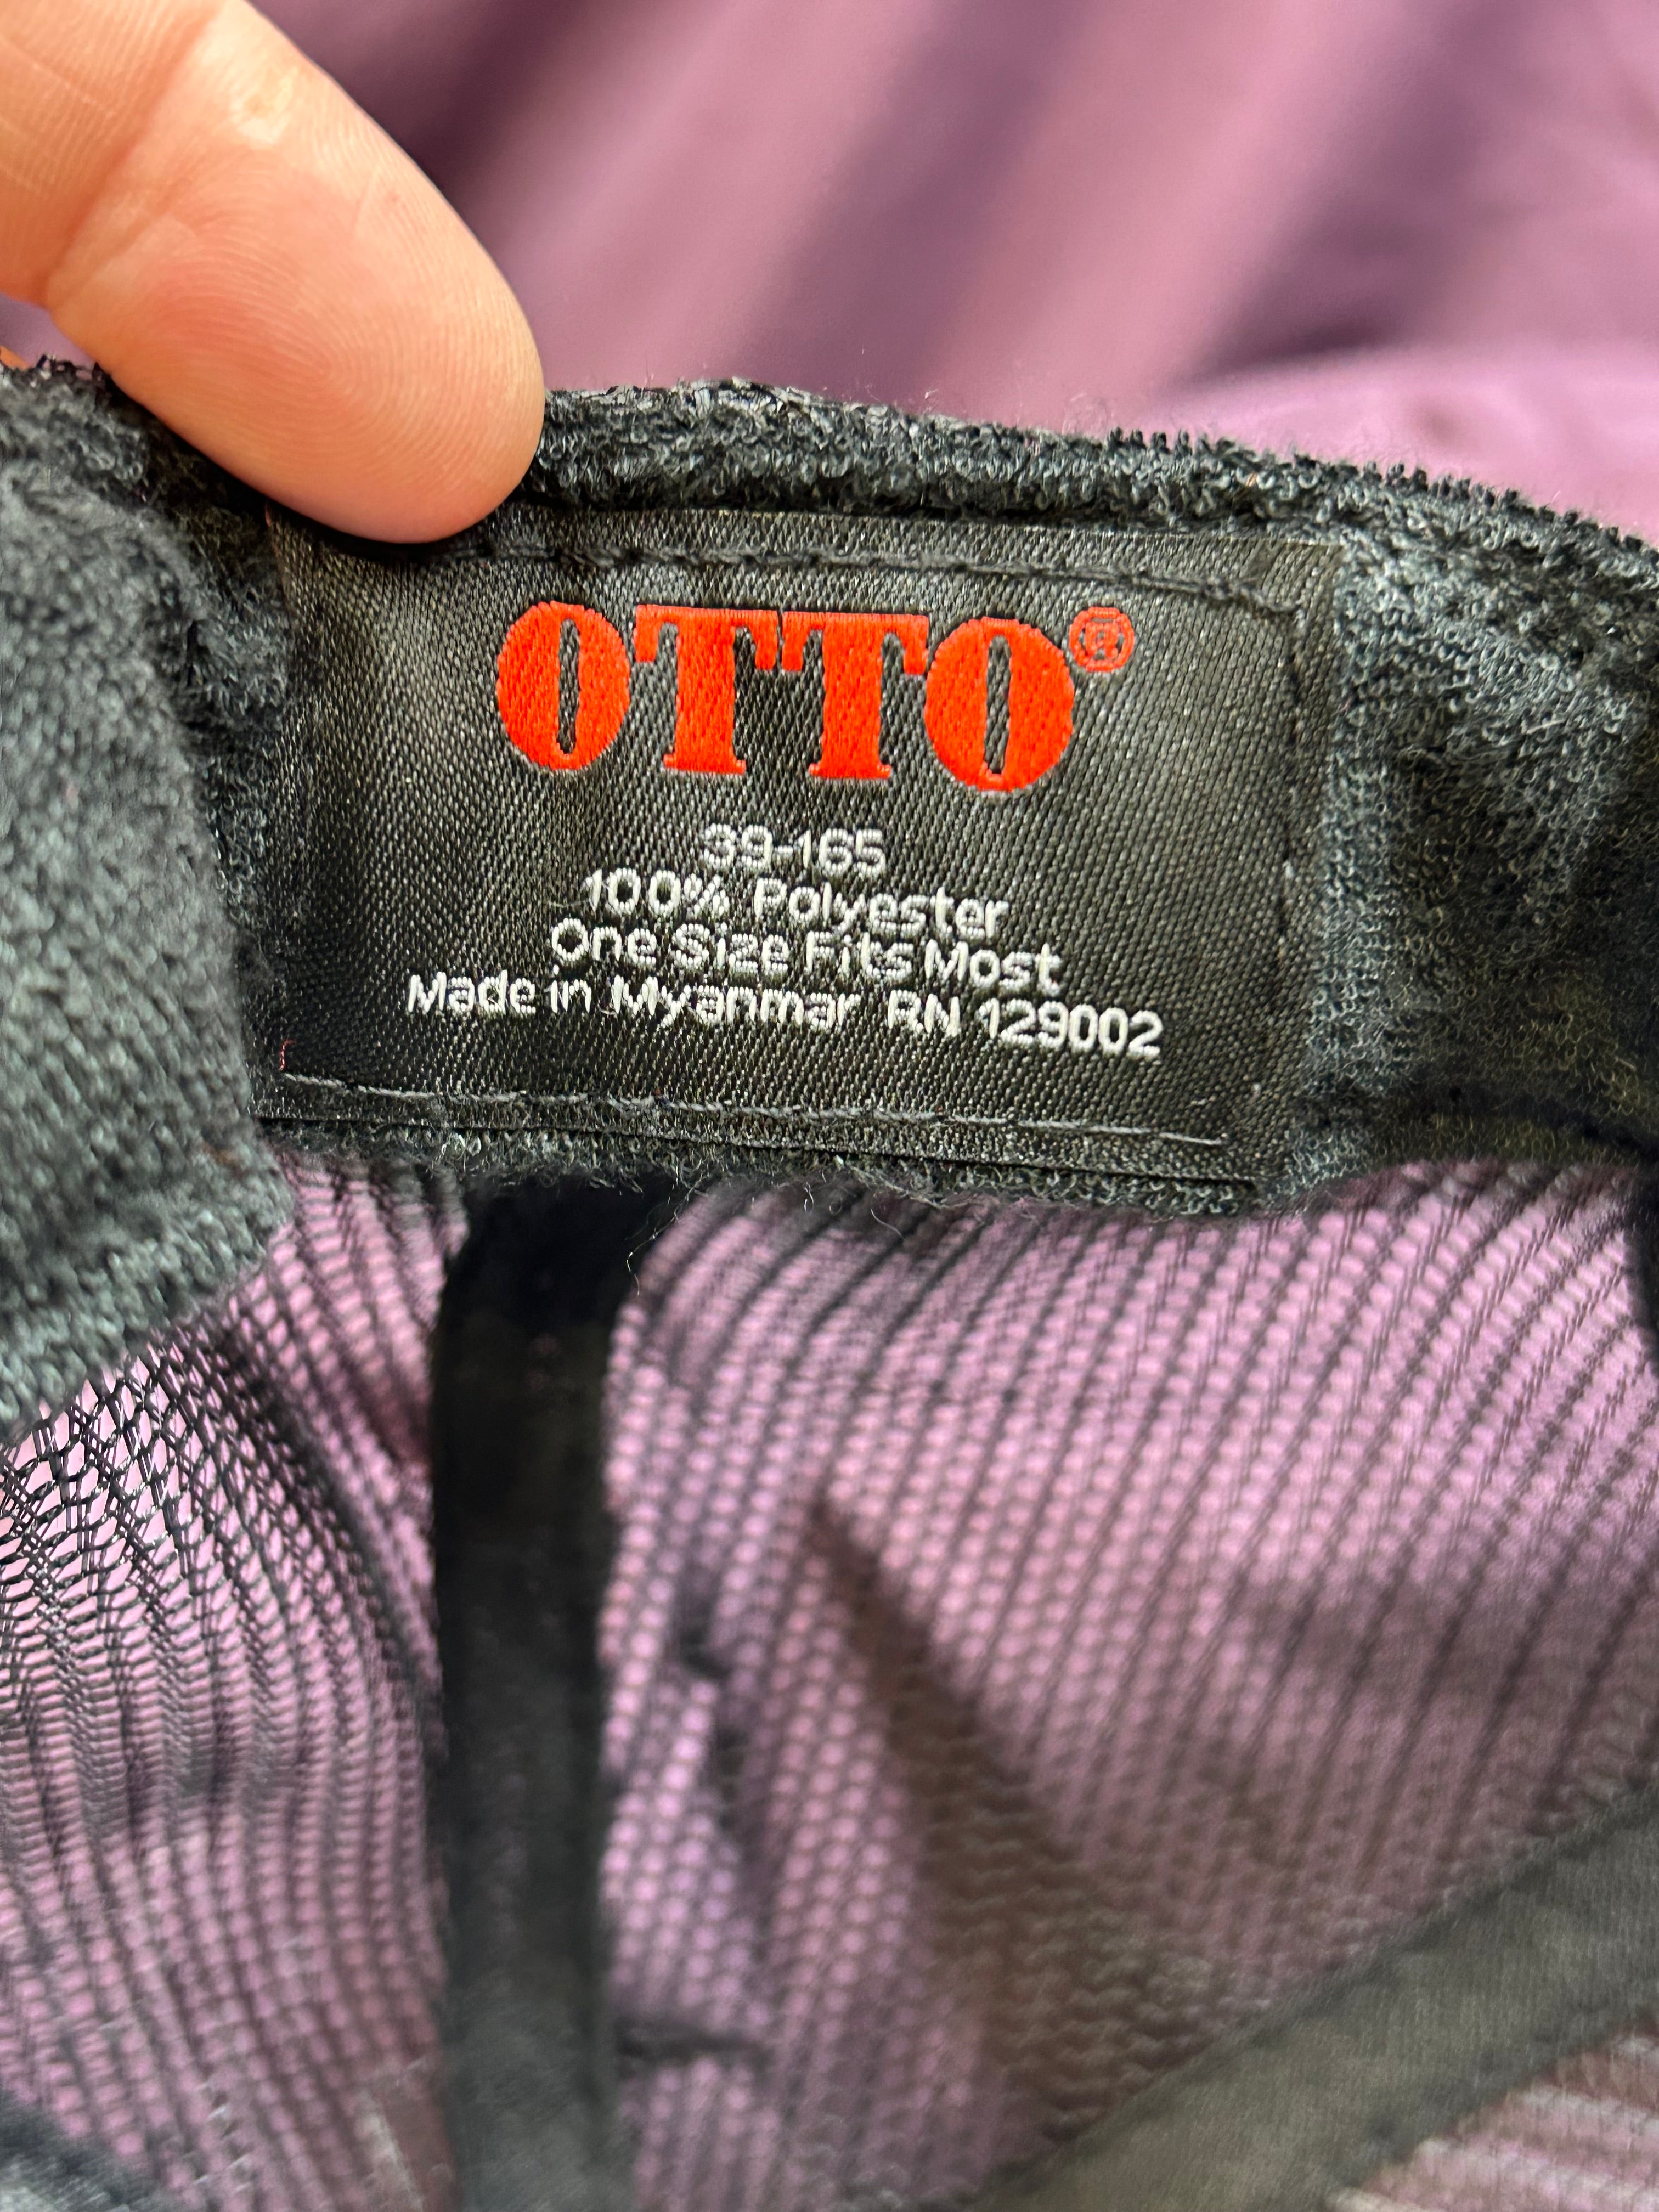 OTTO®
39-165
100% Polyester
One Size Fits Most
Made in Myanmar RN 129002